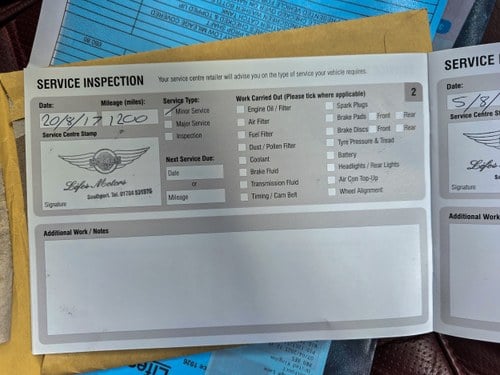 SERVICE INSPECTION Your service centre retailer will advise you on the type of service your vehicle requires.
2
Date: Mileage (miles):
20/8/17 1200
Service Centre Stamp
Lifes Motors
Southport. Tel. 01704 531375
Signature
Service Type:
Minor Service
Major Service
Inspection
Next Service Due:
Date
or
Mileage
Work Carried Out (Please tick where applicable)
Engine Oil / Filter
Air Filter
Fuel Filter
Dust / Pollen Filter
Coolant
Brake Fluid
Transmission Fluid
Timing / Cam Belt
Spark Plugs
Brake Pads Front Rear
Brake Discs Front Rear
Tyre Pressure & Tread
Battery
Headlights / Rear Lights
Air Con Top-Up
Wheel Alignment
Additional Work / Notes
SERVICE IN
Date:
5/8/
Service Centre St
Signature
Additional Wo